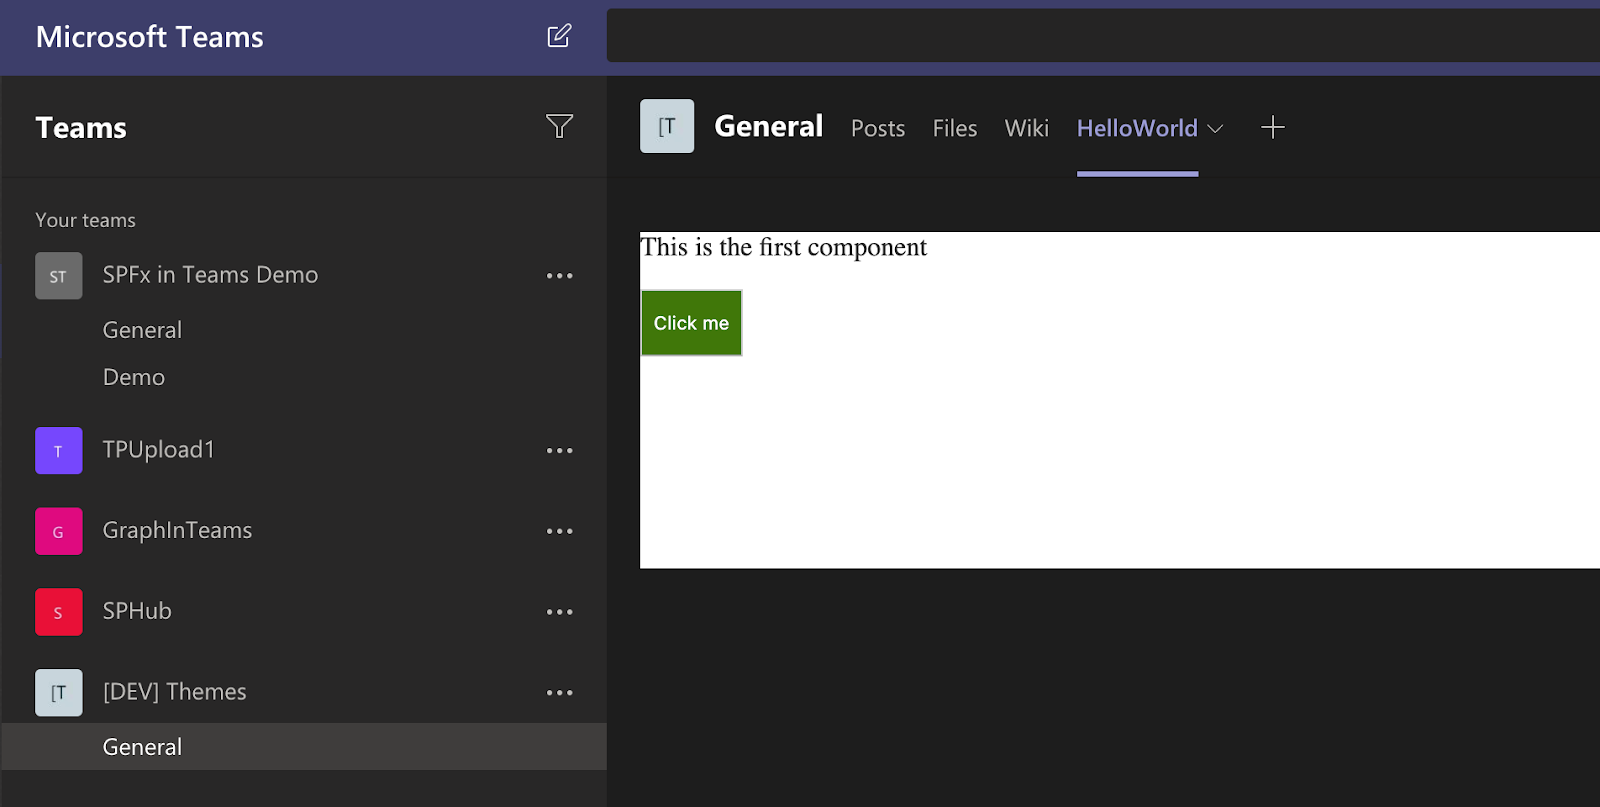 Microsoft Teams
Teams
Your teams
ST SPFx in Teams Demo
General
Demo
T TPUpload1
G GraphInTeams
S SPHub
[T [DEV] Themes
General
[T General Posts Files Wiki HelloWorld
This is the first component
Click me